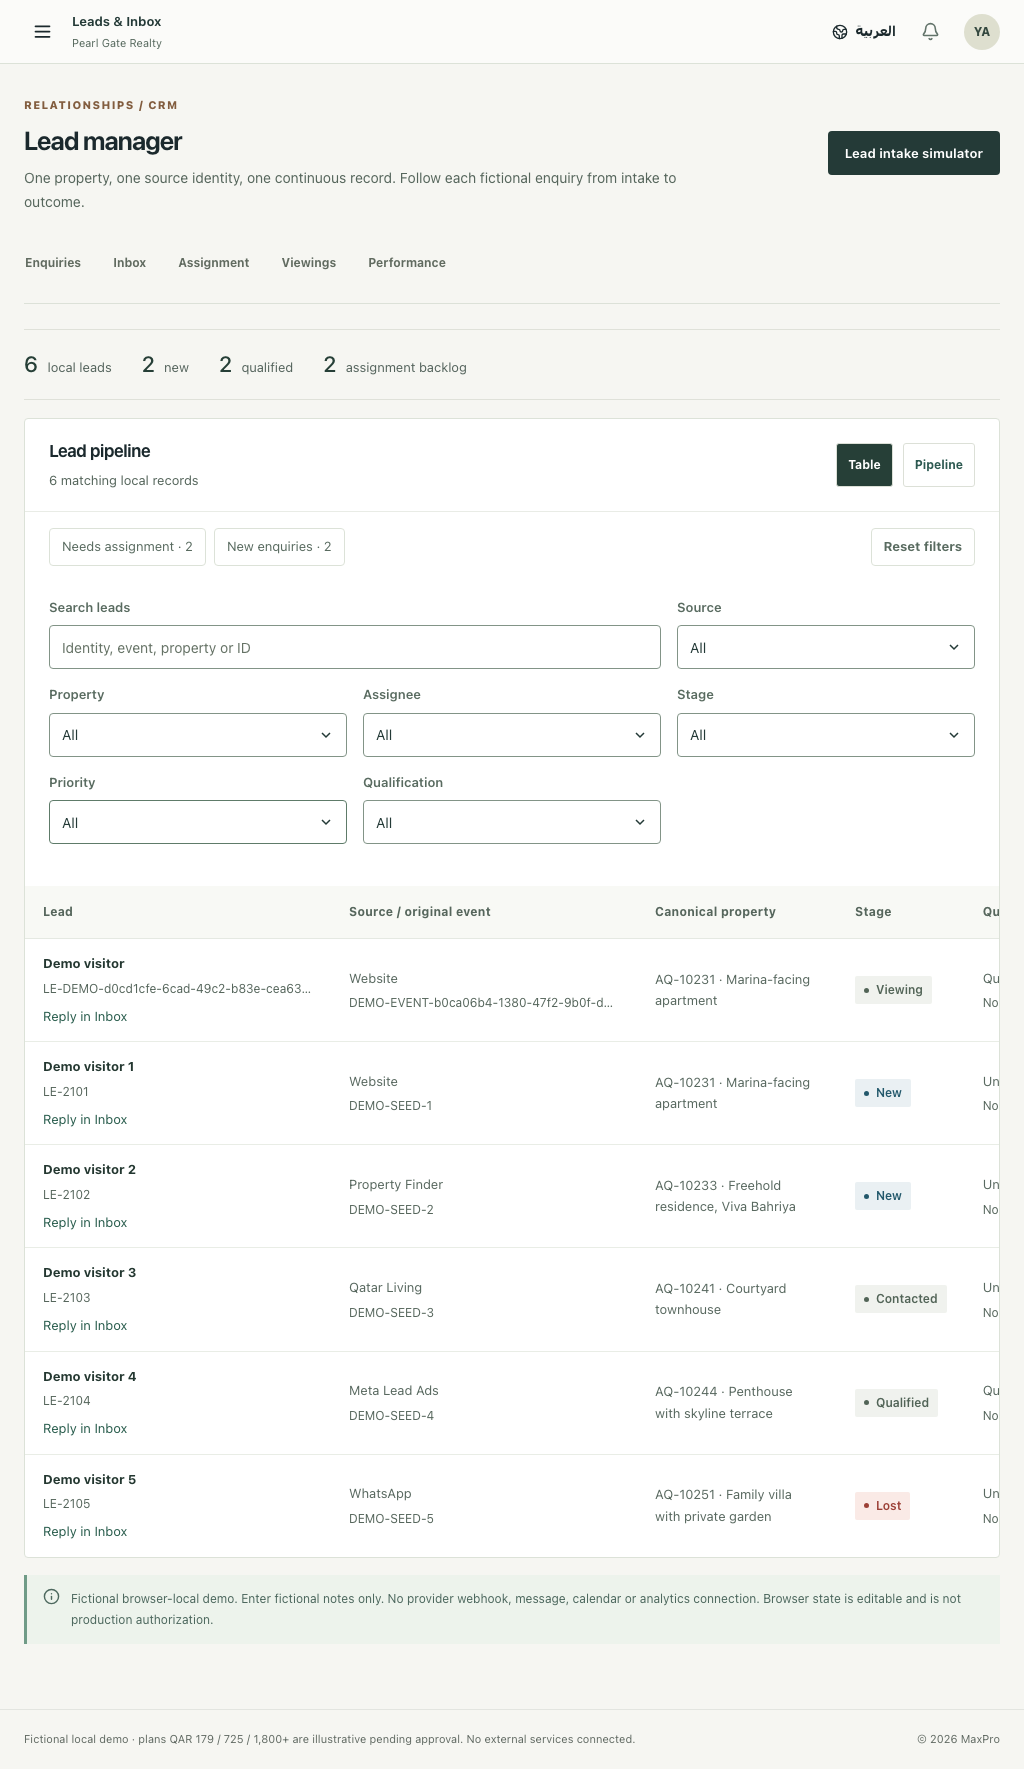 Leads & Inbox
Pearl Gate Realty
العربية
YA
RELATIONSHIPS / CRM
Lead manager
Lead intake simulator
One property, one source identity, one continuous record. Follow each fictional enquiry from intake to
outcome.
Enquiries Inbox Assignment Viewings Performance
6 local leads 2 new 2 qualified 2 assignment backlog
Lead pipeline
6 matching local records
Table Pipeline
Needs assignment · 2 New enquiries · 2 Reset filters
Search leads Source
Identity, event, property or ID All
Property Assignee Stage
All All All
Priority Qualification
All All
Lead Source / original event Canonical property Stage Qu
Demo visitor
LE-DEMO-d0cd1cfe-6cad-49c2-b83e-cea63...
Reply in Inbox
Website
DEMO-EVENT-b0ca06b4-1380-47f2-9b0f-d...
AQ-10231 · Marina-facing
apartment
Viewing
Qu
No
Demo visitor 1
LE-2101
Reply in Inbox
Website
DEMO-SEED-1
AQ-10231 · Marina-facing
apartment
New
Un
No
Demo visitor 2
LE-2102
Reply in Inbox
Property Finder
DEMO-SEED-2
AQ-10233 · Freehold
residence, Viva Bahriya
New
Un
No
Demo visitor 3
LE-2103
Reply in Inbox
Qatar Living
DEMO-SEED-3
AQ-10241 · Courtyard
townhouse
Contacted
Un
No
Demo visitor 4
LE-2104
Reply in Inbox
Meta Lead Ads
DEMO-SEED-4
AQ-10244 · Penthouse
with skyline terrace
Qualified
Qu
No
Demo visitor 5
LE-2105
Reply in Inbox
WhatsApp
DEMO-SEED-5
AQ-10251 · Family villa
with private garden
Lost
Un
No
Fictional browser-local demo. Enter fictional notes only. No provider webhook, message, calendar or analytics connection. Browser state is editable and is not
production authorization.
Fictional local demo · plans QAR 179 / 725 / 1,800+ are illustrative pending approval. No external services connected.
© 2026 MaxPro